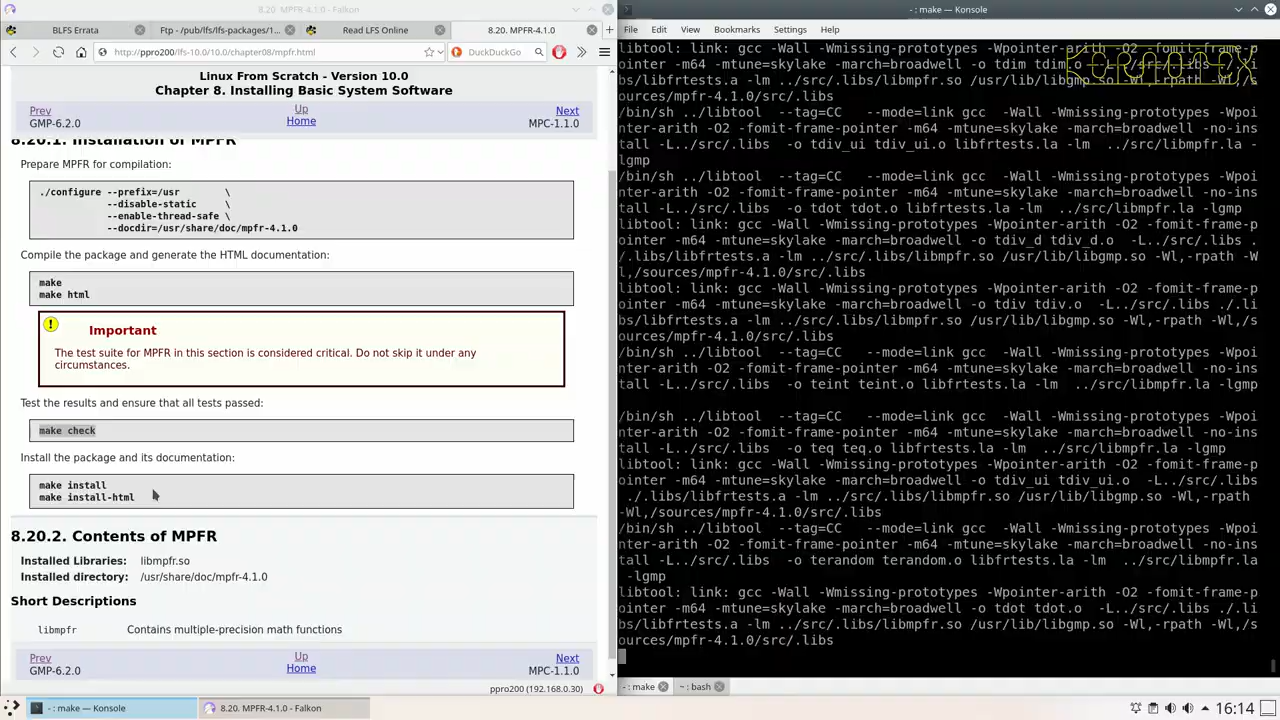 8.20. MPFR-4.1.0 - Falkon
BLFS Errata
Ftp - /pub/lfs/lfs-packages/1...
Read LFS Online
8.20. MPFR-4.1.0
http://ppro200/lfs-10.0/10.0/chapter08/mpfr.html
DuckDuckGo
Linux From Scratch - Version 10.0
Chapter 8. Installing Basic System Software
Prev
Up
Next
GMP-6.2.0
Home
MPC-1.1.0
8.20.1. Installation of MPFR
Prepare MPFR for compilation:
./configure --prefix=/usr \
--disable-static \
--enable-thread-safe \
--docdir=/usr/share/doc/mpfr-4.1.0
Compile the package and generate the HTML documentation:
make
make html
Important
The test suite for MPFR in this section is considered critical. Do not skip it under any
circumstances.
Test the results and ensure that all tests passed:
make check
Install the package and its documentation:
make install
make install-html
8.20.2. Contents of MPFR
Installed Libraries: libmpfr.so
Installed directory: /usr/share/doc/mpfr-4.1.0
Short Descriptions
libmpfr Contains multiple-precision math functions
Prev
Up
Next
GMP-6.2.0
Home
MPC-1.1.0
ppro200 (192.168.0.30)
- : make — Konsole
File Edit View Bookmarks Settings Help
libtool: link: gcc -Wall -Wmissing-prototypes -Wpointer-arith -O2 -fomit-frame-p
ointer -m64 -mtune=skylake -march=broadwell -o tdim tdim
bs/libfrtests.a -lm ../src/.libs/libmpfr.so /usr/lib/libgmp.so -Wl,-rpath -Wl,/s
ources/mpfr-4.1.0/src/.libs
/bin/sh ../libtool --tag=CC --mode=link gcc -Wall -Wmissing-prototypes -Wpoi
nter-arith -O2 -fomit-frame-pointer -m64 -mtune=skylake -march=broadwell -no-ins
tall -L../src/.libs -o tdiv_ui tdiv_ui.o libfrtests.la -lm ../src/libmpfr.la -
lgmp
/bin/sh ../libtool --tag=CC --mode=link gcc -Wall -Wmissing-prototypes -Wpoi
nter-arith -O2 -fomit-frame-pointer -m64 -mtune=skylake -march=broadwell -no-ins
tall -L../src/.libs -o tdot tdot.o libfrtests.la -lm ../src/libmpfr.la -lgmp
libtool: link: gcc -Wall -Wmissing-prototypes -Wpointer-arith -O2 -fomit-frame-p
ointer -m64 -mtune=skylake -march=broadwell -o tdiv_d tdiv_d.o -L../src/.libs .
/.libs/libfrtests.a -lm ../src/.libs/libmpfr.so /usr/lib/libgmp.so -Wl,-rpath -W
l,/sources/mpfr-4.1.0/src/.libs
libtool: link: gcc -Wall -Wmissing-prototypes -Wpointer-arith -O2 -fomit-frame-p
ointer -m64 -mtune=skylake -march=broadwell -o tdiv tdiv.o -L../src/.libs ./.li
bs/libfrtests.a -lm ../src/.libs/libmpfr.so /usr/lib/libgmp.so -Wl,-rpath -Wl,/s
ources/mpfr-4.1.0/src/.libs
/bin/sh ../libtool --tag=CC --mode=link gcc -Wall -Wmissing-prototypes -Wpoi
nter-arith -O2 -fomit-frame-pointer -m64 -mtune=skylake -march=broadwell -no-ins
tall -L../src/.libs -o teint teint.o libfrtests.la -lm ../src/libmpfr.la -lgmp
/bin/sh ../libtool --tag=CC --mode=link gcc -Wall -Wmissing-prototypes -Wpoi
nter-arith -O2 -fomit-frame-pointer -m64 -mtune=skylake -march=broadwell -no-ins
tall -L../src/.libs -o teq teq.o libfrtests.la -lm ../src/libmpfr.la -lgmp
libtool: link: gcc -Wall -Wmissing-prototypes -Wpointer-arith -O2 -fomit-frame-p
ointer -m64 -mtune=skylake -march=broadwell -o tdiv_ui tdiv_ui.o -L../src/.libs
./.libs/libfrtests.a -lm ../src/.libs/libmpfr.so /usr/lib/libgmp.so -Wl,-rpath
-Wl,/sources/mpfr-4.1.0/src/.libs
/bin/sh ../libtool --tag=CC --mode=link gcc -Wall -Wmissing-prototypes -Wpoi
nter-arith -O2 -fomit-frame-pointer -m64 -mtune=skylake -march=broadwell -no-ins
tall -L../src/.libs -o terandom terandom.o libfrtests.la -lm ../src/libmpfr.la
-lgmp
libtool: link: gcc -Wall -Wmissing-prototypes -Wpointer-arith -O2 -fomit-frame-p
ointer -m64 -mtune=skylake -march=broadwell -o tdot tdot.o -L../src/.libs ./.li
bs/libfrtests.a -lm ../src/.libs/libmpfr.so /usr/lib/libgmp.so -Wl,-rpath -Wl,/s
ources/mpfr-4.1.0/src/.libs
- : make
~ : bash
- : make — Konsole
8.20. MPFR-4.1.0 - Falkon
16:14